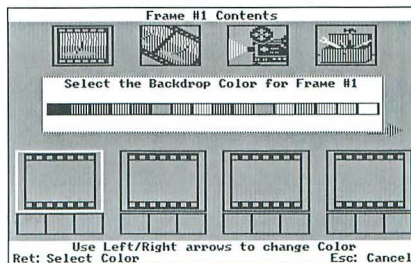 Frame #1 Contents
Select the Backdrop Color for Frame #1
Use Left/Right arrows to change Color
Ret: Select Color Esc: Cancel